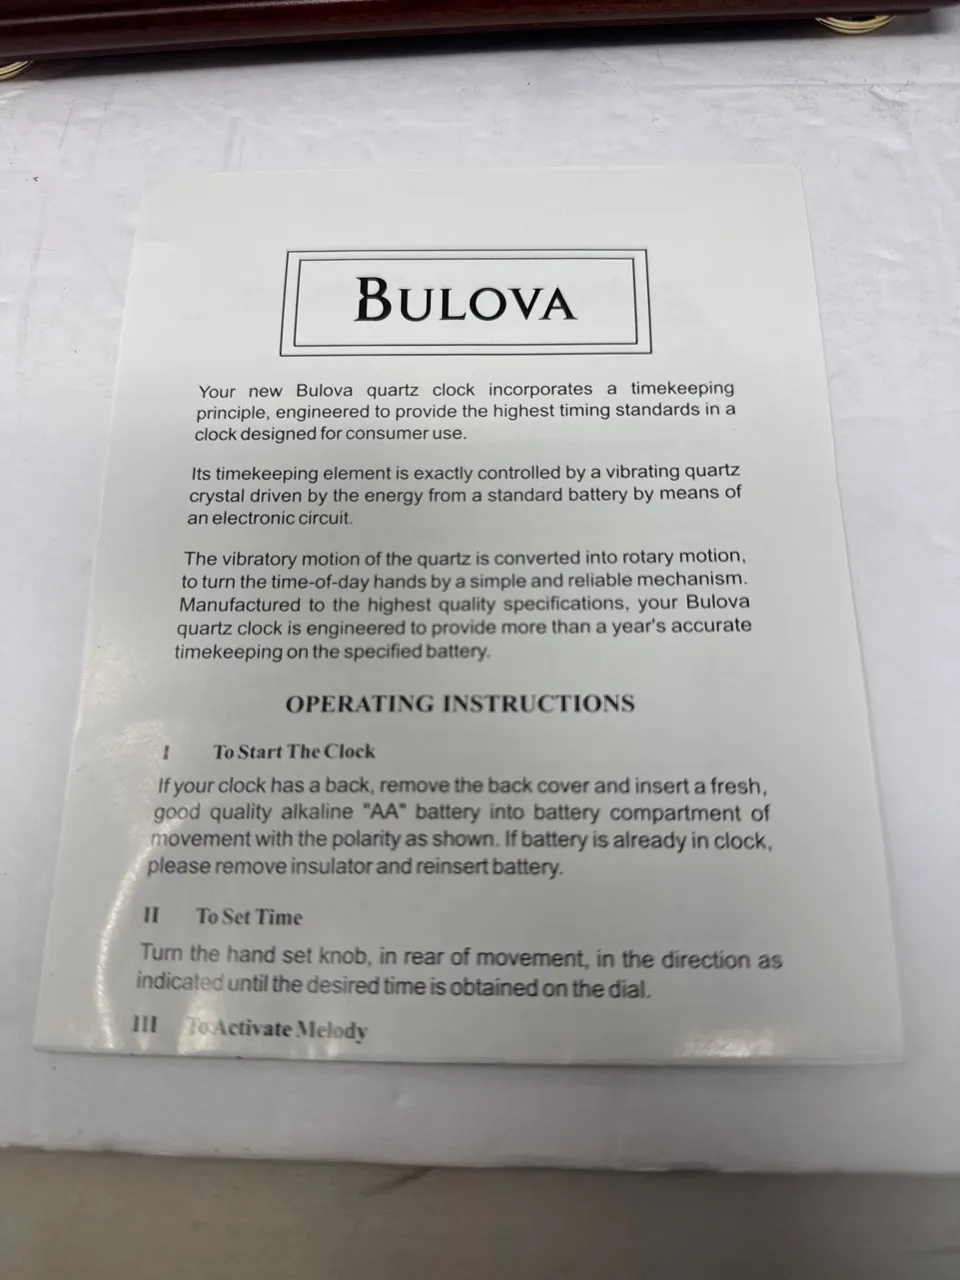 BULOVA
Your new Bulova quartz clock incorporates a timekeeping
principle, engineered to provide the highest timing standards in a
clock designed for consumer use.
Its timekeeping element is exactly controlled by a vibrating quartz
crystal driven by the energy from a standard battery by means of
an electronic circuit.
The vibratory motion of the quartz is converted into rotary motion,
to turn the time-of-day hands by a simple and reliable mechanism.
Manufactured to the highest quality specifications, your Bulova
quartz clock is engineered to provide more than a year's accurate
timekeeping on the specified battery.
OPERATING INSTRUCTIONS
I To Start The Clock
If your clock has a back, remove the back cover and insert a fresh,
good quality alkaline "AA" battery into battery compartment of
movement with the polarity as shown. If battery is already in clock,
please remove insulator and reinsert battery.
II To Set Time
Turn the hand set knob, in rear of movement, in the direction as
indicated until the desired time is obtained on the dial.
III To Activate Melody